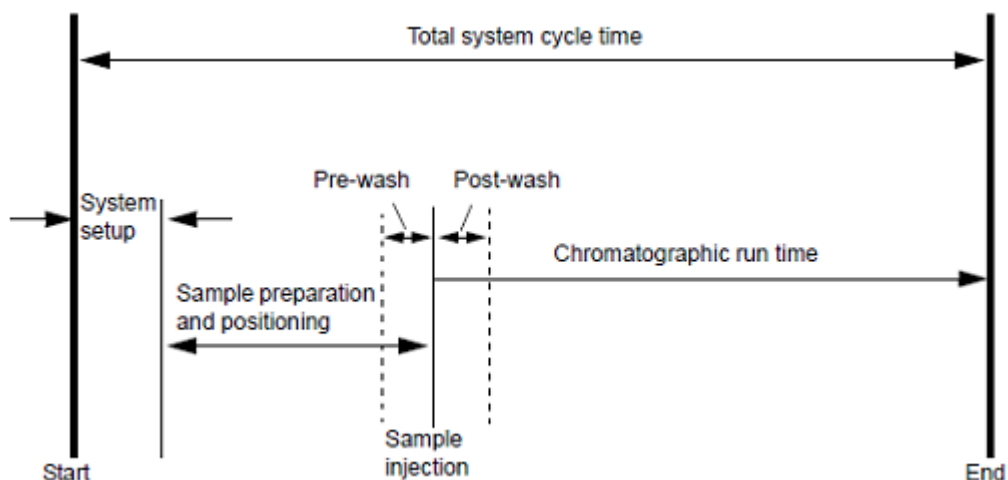 Total system cycle time
Pre-wash
Post-wash
System
setup
Chromatographic run time
Sample preparation
and positioning
Sample
injection
Start
End